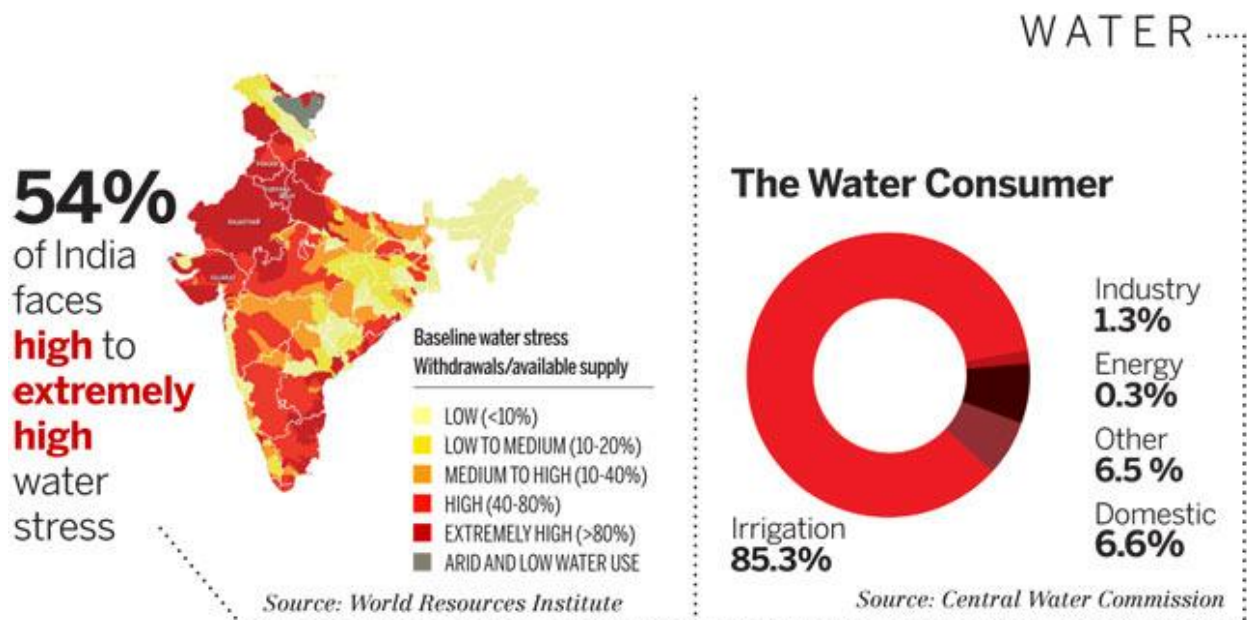 WATER
54%
of India
faces
high to
extremely
high
water
stress
RAJASTHAN
GUJARAT
Baseline water stress
Withdrawals/available supply
LOW (<10%)
LOW TO MEDIUM (10-20%)
MEDIUM TO HIGH (10-40%)
HIGH (40-80%)
EXTREMELY HIGH (>80%)
ARID AND LOW WATER USE
Source: World Resources Institute
The Water Consumer
Industry
1.3%
Energy
0.3%
Other
6.5 %
Domestic
6.6%
Irrigation
85.3%
Source: Central Water Commission